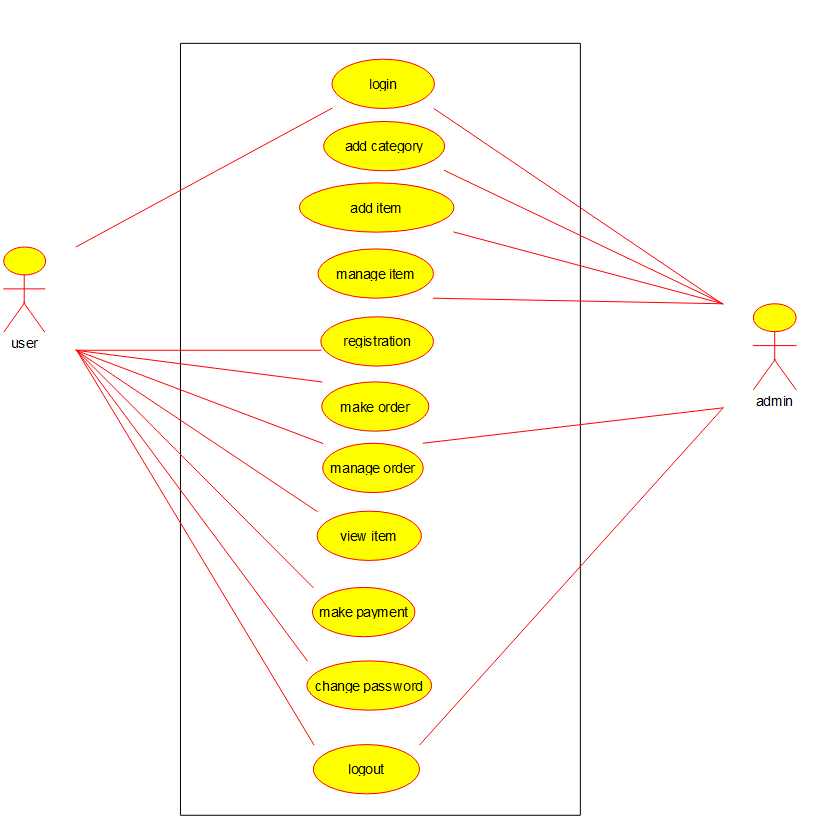 login
add category
add item
manage item
registration
user
make order
admin
manage order
view item
make payment
change password
logout